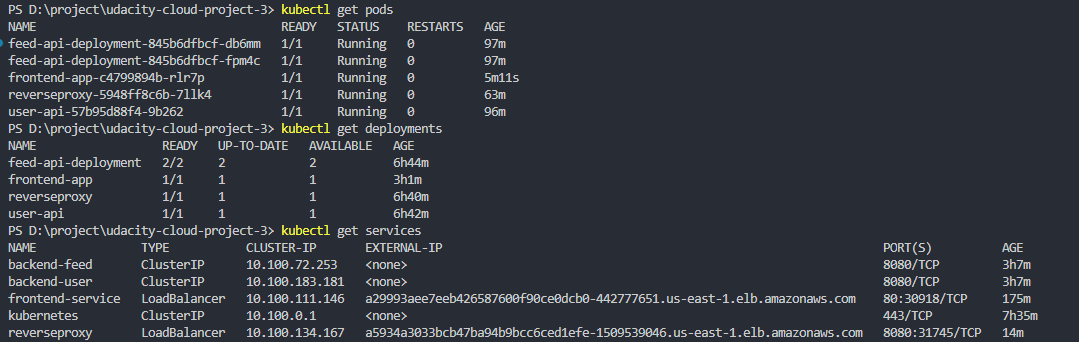 PS D:\project\udacity-cloud-project-3> kubectl get pods
NAME READY STATUS RESTARTS AGE
feed-api-deployment-845b6dfbcf-db6mm 1/1 Running 0 97m
feed-api-deployment-845b6dfbcf-fpm4c 1/1 Running 0 97m
frontend-app-c4799894b-rlr7p 1/1 Running 0 5m11s
reverseproxy-5948ff8c6b-7llk4 1/1 Running 0 63m
user-api-57b95d88f4-9b262 1/1 Running 0 96m
PS D:\project\udacity-cloud-project-3> kubectl get deployments
NAME READY UP-TO-DATE AVAILABLE AGE
feed-api-deployment 2/2 2 2 6h44m
frontend-app 1/1 1 1 3h1m
reverseproxy 1/1 1 1 6h40m
user-api 1/1 1 1 6h42m
PS D:\project\udacity-cloud-project-3> kubectl get services
NAME TYPE CLUSTER-IP EXTERNAL-IP PORT(S) AGE
backend-feed ClusterIP 10.100.72.253 <none> 8080/TCP 3h7m
backend-user ClusterIP 10.100.183.181 <none> 8080/TCP 3h7m
frontend-service LoadBalancer 10.100.111.146 a29993aee7eeb426587600f90ce0dcb0-442777651.us-east-1.elb.amazonaws.com 80:30918/TCP 175m
kubernetes ClusterIP 10.100.0.1 <none> 443/TCP 7h35m
reverseproxy LoadBalancer 10.100.134.167 a5934a3033bcb47ba94b9bcc6ced1efe-1509539046.us-east-1.elb.amazonaws.com 8080:31745/TCP 14m